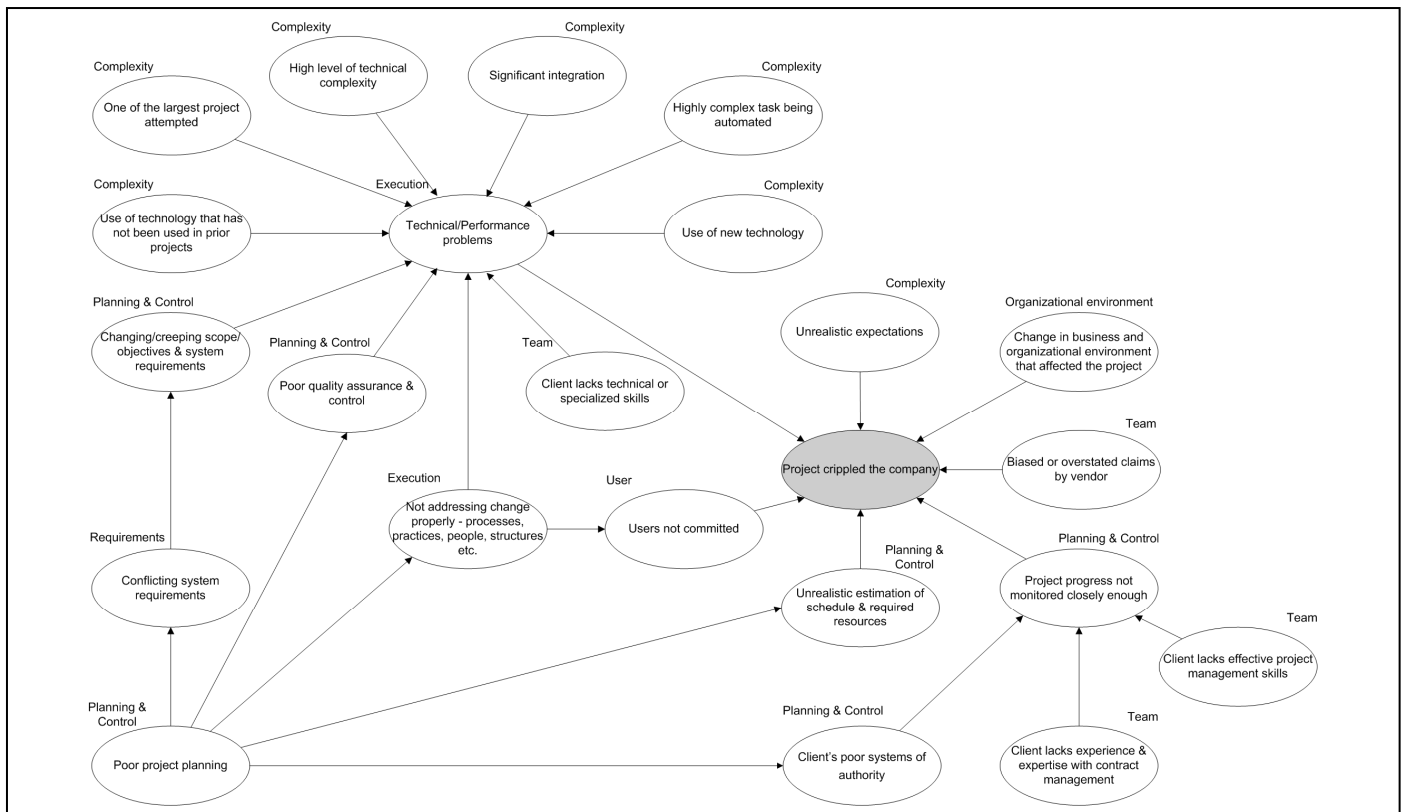 Complexity
High level of technical
complexity
Complexity
Significant integration
Complexity
One of the largest project
attempted
Complexity
Highly complex task being
automated
Execution
Technical/Performance
problems
Complexity
Use of technology that has
not been used in prior
projects
Complexity
Use of new technology
Planning & Control
Changing/creeping scope/
objectives & system
requirements
Planning & Control
Poor quality assurance &
control
Team
Client lacks technical or
specialized skills
Complexity
Unrealistic expectations
Organizational environment
Change in business and
organizational environment
that affected the project
Project crippled the company
Team
Biased or overstated claims
by vendor
Execution
Not addressing change
properly - processes,
practices, people, structures
etc.
User
Users not committed
Requirements
Conflicting system
requirements
Planning &
Control
Unrealistic estimation of
schedule & required
resources
Planning & Control
Project progress not
monitored closely enough
Team
Client lacks effective project
management skills
Planning &
Control
Poor project planning
Planning & Control
Client's poor systems of
authority
Team
Client lacks experience &
expertise with contract
management